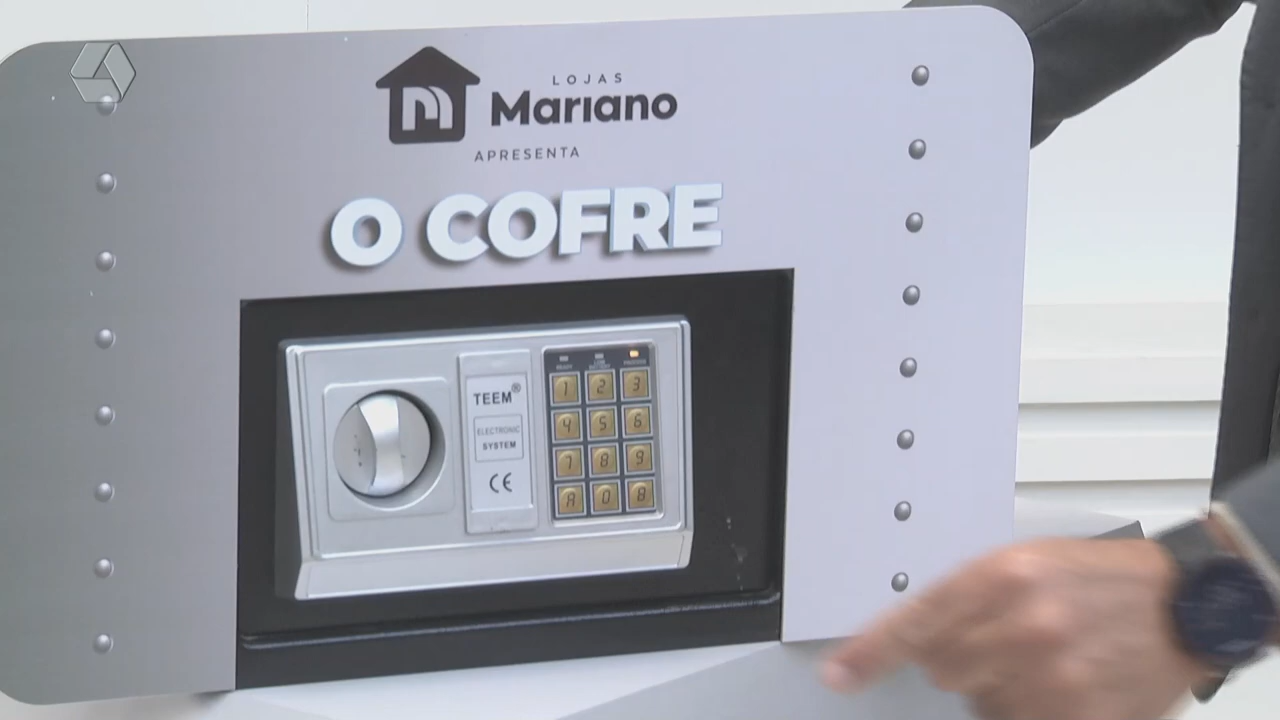 LOJAS
Mariano
APRESENTA
O COFRE
TEEM®
ELECTRONIC
SYSTEM
CE
1 2 3
4 5 6
7 8 9
A 0 B